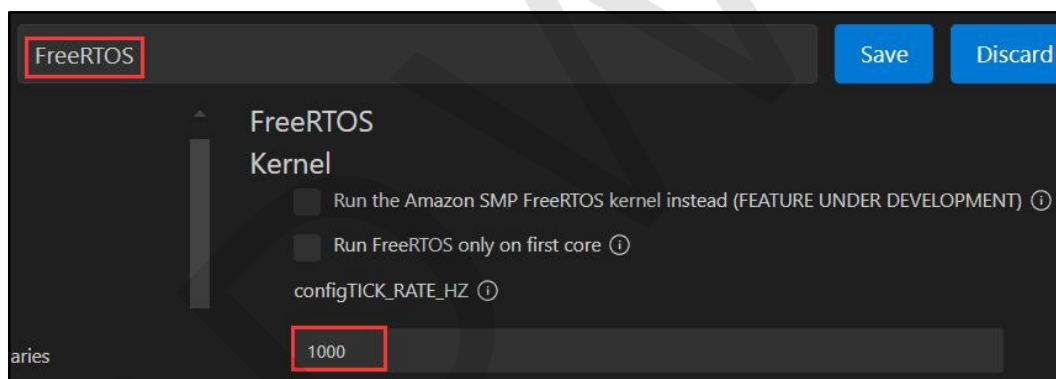 FreeRTOS
Save
Discard
FreeRTOS
Kernel
Run the Amazon SMP FreeRTOS kernel instead (FEATURE UNDER DEVELOPMENT)
Run FreeRTOS only on first core
configTICK_RATE_HZ
1000
aries